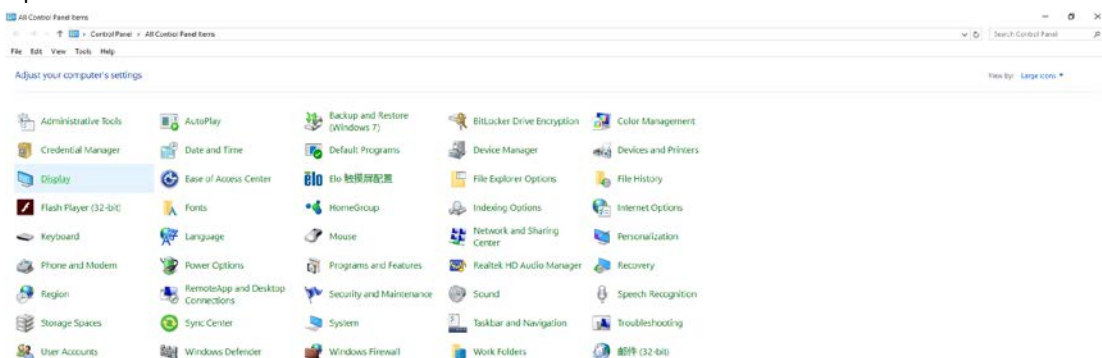 All Control Panel Items
Control Panel › All Control Panel Items
Search Control Panel
File Edit View Tools Help
Adjust your computer's settings
View by: Large icons
Administrative Tools
AutoPlay
Backup and Restore
(Windows 7)
BitLocker Drive Encryption
Color Management
Credential Manager
Date and Time
Default Programs
Device Manager
Devices and Printers
Display
Ease of Access Center
elo
Elo 触摸屏配置
File Explorer Options
File History
Flash Player (32-bit)
Fonts
HomeGroup
Indexing Options
Internet Options
Keyboard
Language
Mouse
Network and Sharing
Center
Personalization
Phone and Modem
Power Options
Programs and Features
Realtek HD Audio Manager
Recovery
Region
RemoteApp and Desktop
Connections
Security and Maintenance
Sound
Speech Recognition
Storage Spaces
Sync Center
System
Taskbar and Navigation
Troubleshooting
User Accounts
Windows Defender
Windows Firewall
Work Folders
邮件 (32-bit)